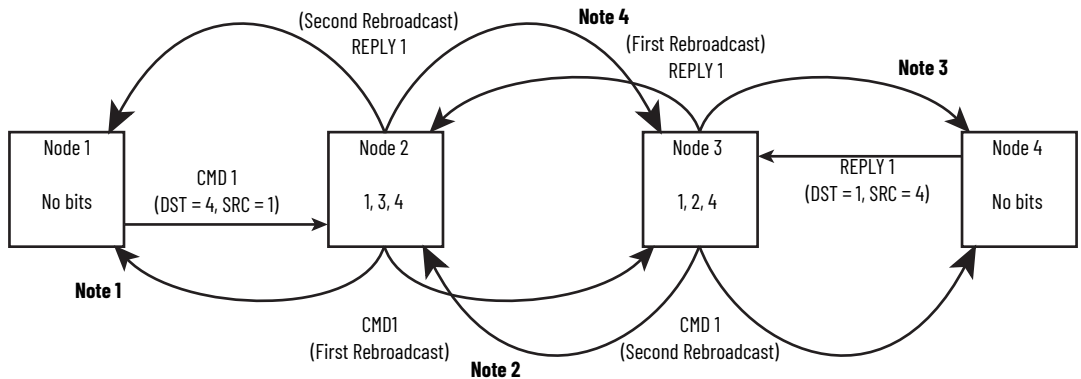 (Second Rebroadcast)
REPLY 1
Note 4
(First Rebroadcast)
REPLY 1
Note 3
Node 1
No bits
CMD 1
(DST = 4, SRC = 1)
Node 2
1, 3, 4
Node 3
1, 2, 4
REPLY 1
(DST = 1, SRC = 4)
Node 4
No bits
Note 1
CMD1
(First Rebroadcast)
Note 2
CMD 1
(Second Rebroadcast)